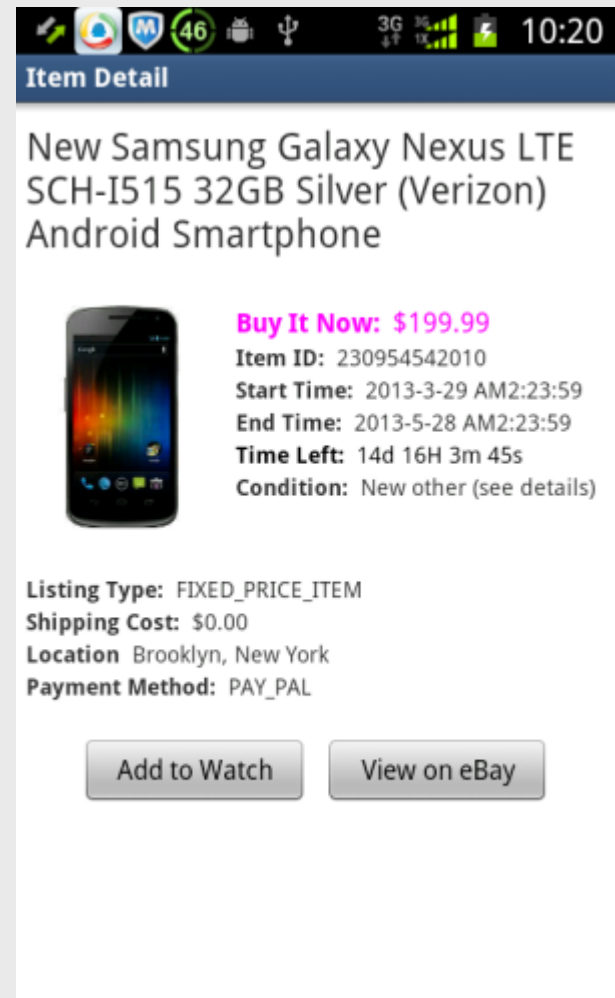 46 3G 3G 1X 10:20
Item Detail
New Samsung Galaxy Nexus LTE
SCH-I515 32GB Silver (Verizon)
Android Smartphone
Buy It Now: $199.99
Item ID: 230954542010
Start Time: 2013-3-29 AM2:23:59
End Time: 2013-5-28 AM2:23:59
Time Left: 14d 16H 3m 45s
Condition: New other (see details)
Listing Type: FIXED_PRICE_ITEM
Shipping Cost: $0.00
Location Brooklyn, New York
Payment Method: PAY_PAL
Add to Watch View on eBay